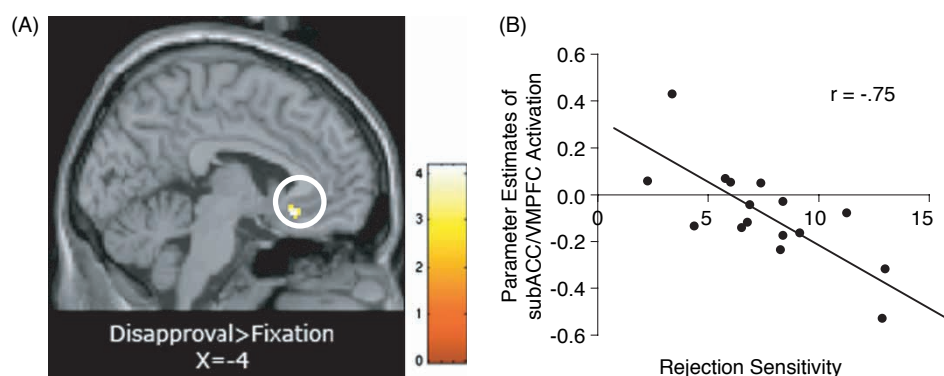 (A)
Disapproval>Fixation
X=-4
4
3
2
1
0
(B)
Parameter Estimates of
subACC/VMPFC Activation
0.6
0.4
0.2
0.0
-0.2
-0.4
-0.6
0
5
10
15
r = -.75
Rejection Sensitivity